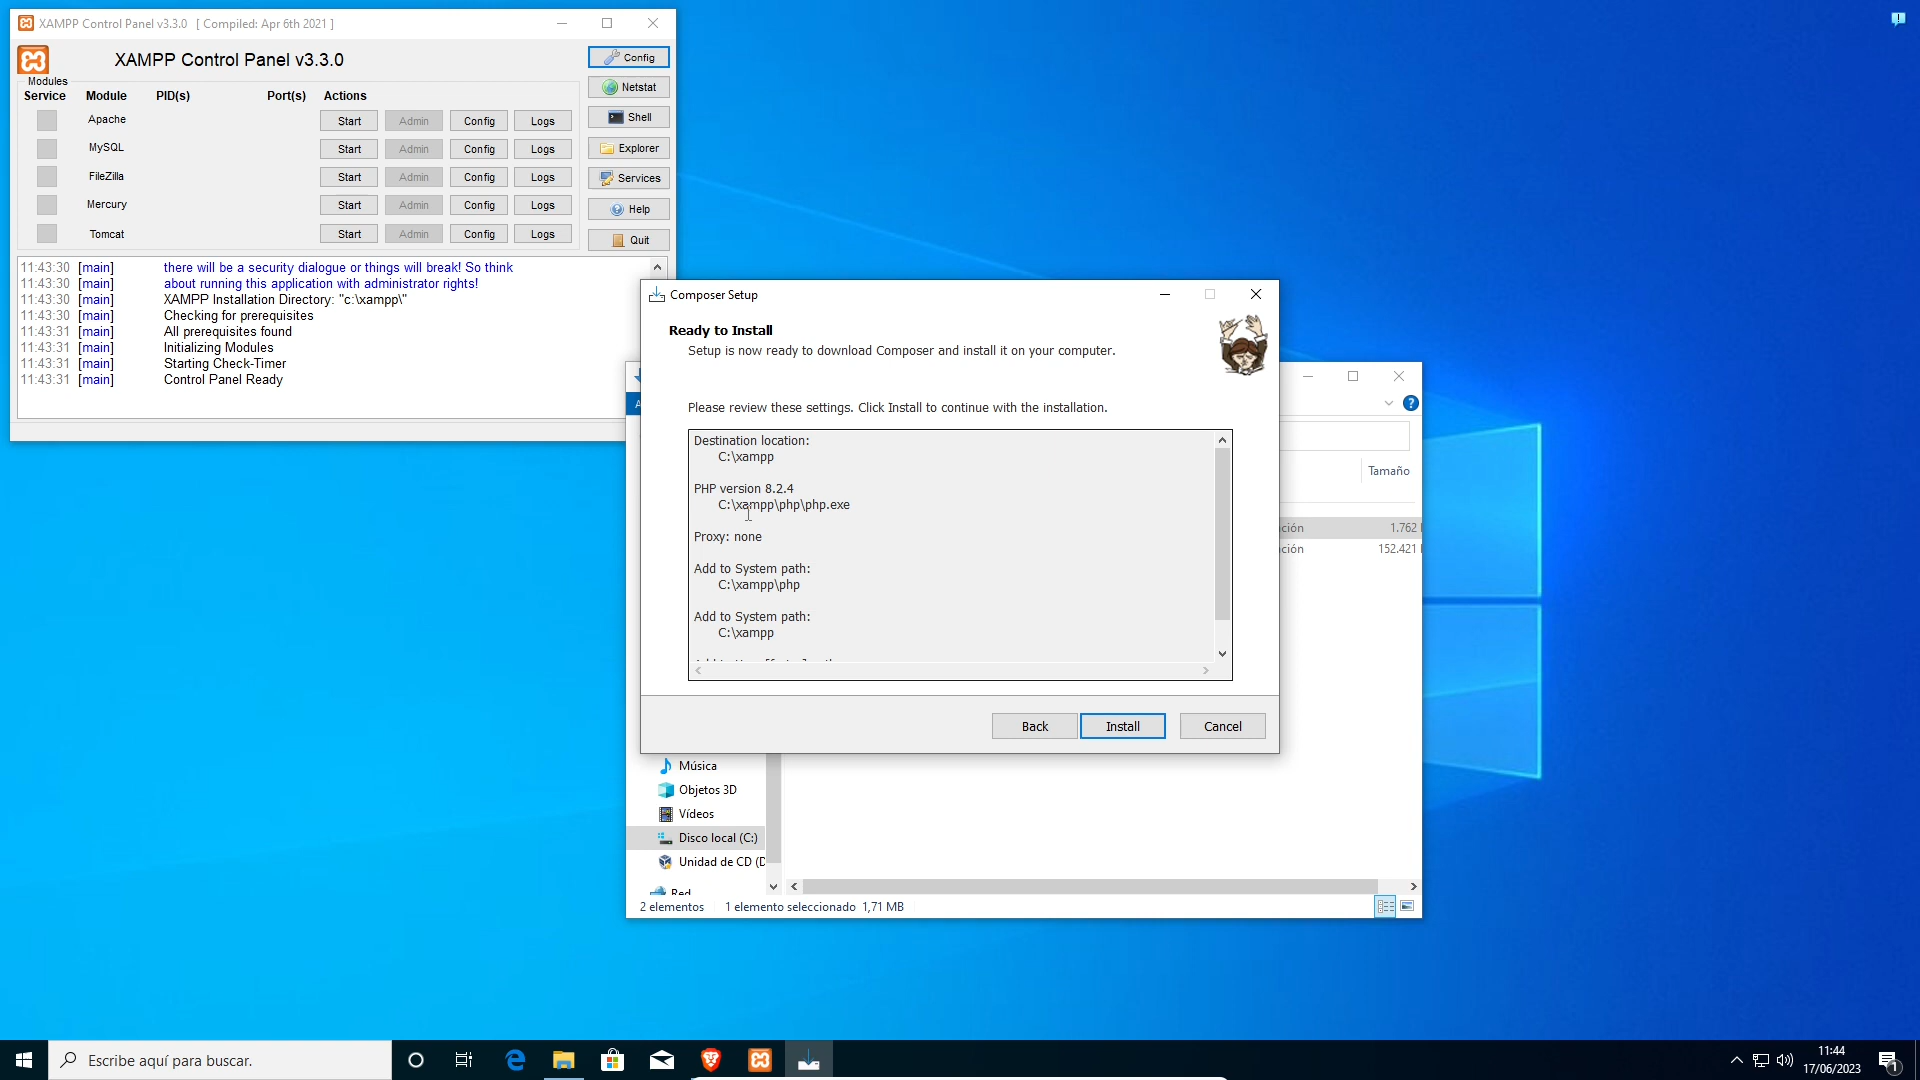 XAMPP Control Panel v3.3.0 [ Compiled: Apr 6th 2021 ]
XAMPP Control Panel v3.3.0
Config
Netstat
Shell
Explorer
Services
Help
Quit
Modules
Service Module PID(s) Port(s) Actions
Apache Start Admin Config Logs
MySQL Start Admin Config Logs
FileZilla Start Admin Config Logs
Mercury Start Admin Config Logs
Tomcat Start Admin Config Logs
11:43:30 [main] there will be a security dialogue or things will break! So think
11:43:30 [main] about running this application with administrator rights!
11:43:30 [main] XAMPP Installation Directory: "c:\xampp\"
11:43:30 [main] Checking for prerequisites
11:43:31 [main] All prerequisites found
11:43:31 [main] Initializing Modules
11:43:31 [main] Starting Check-Timer
11:43:31 [main] Control Panel Ready
Composer Setup
Ready to Install
Setup is now ready to download Composer and install it on your computer.
Please review these settings. Click Install to continue with the installation.
Destination location:
C:\xampp
PHP version 8.2.4
C:\xampp\php\php.exe
Proxy: none
Add to System path:
C:\xampp\php
Add to System path:
C:\xampp
Back
Install
Cancel
Tamaño
ción 1.762
ción 152.421
Música
Objetos 3D
Vídeos
Disco local (C:)
Unidad de CD (D
Red
2 elementos 1 elemento seleccionado 1,71 MB
Escribe aquí para buscar.
11:44
17/06/2023
1